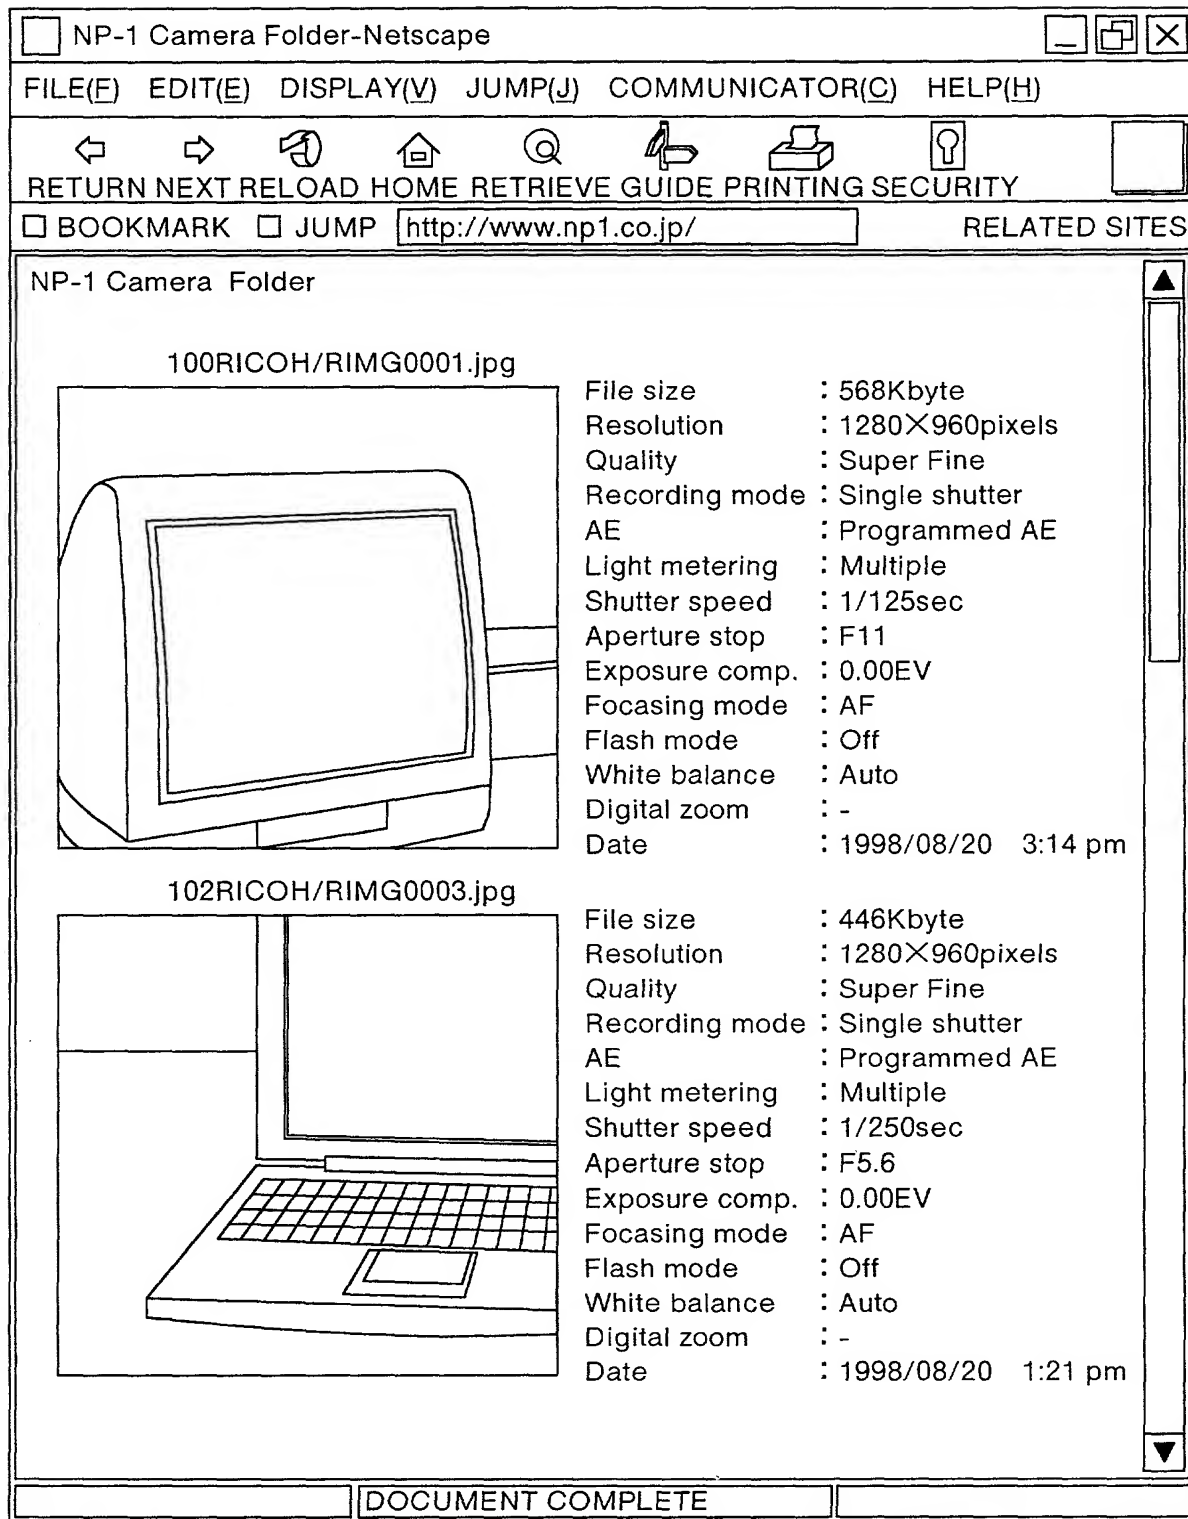 NP-1 Camera Folder-Netscape
FILE(F) EDIT(E) DISPLAY(V) JUMP(J) COMMUNICATOR(C) HELP(H)
RETURN NEXT RELOAD HOME RETRIEVE GUIDE PRINTING SECURITY
BOOKMARK JUMP http://www.np1.co.jp/ RELATED SITES
NP-1 Camera Folder
100RICOH/RIMG0001.jpg
File size : 568Kbyte
Resolution : 1280×960pixels
Quality : Super Fine
Recording mode : Single shutter
AE : Programmed AE
Light metering : Multiple
Shutter speed : 1/125sec
Aperture stop : F11
Exposure comp. : 0.00EV
Focasing mode : AF
Flash mode : Off
White balance : Auto
Digital zoom : -
Date : 1998/08/20 3:14 pm
102RICOH/RIMG0003.jpg
File size : 446Kbyte
Resolution : 1280×960pixels
Quality : Super Fine
Recording mode : Single shutter
AE : Programmed AE
Light metering : Multiple
Shutter speed : 1/250sec
Aperture stop : F5.6
Exposure comp. : 0.00EV
Focasing mode : AF
Flash mode : Off
White balance : Auto
Digital zoom : -
Date : 1998/08/20 1:21 pm
DOCUMENT COMPLETE